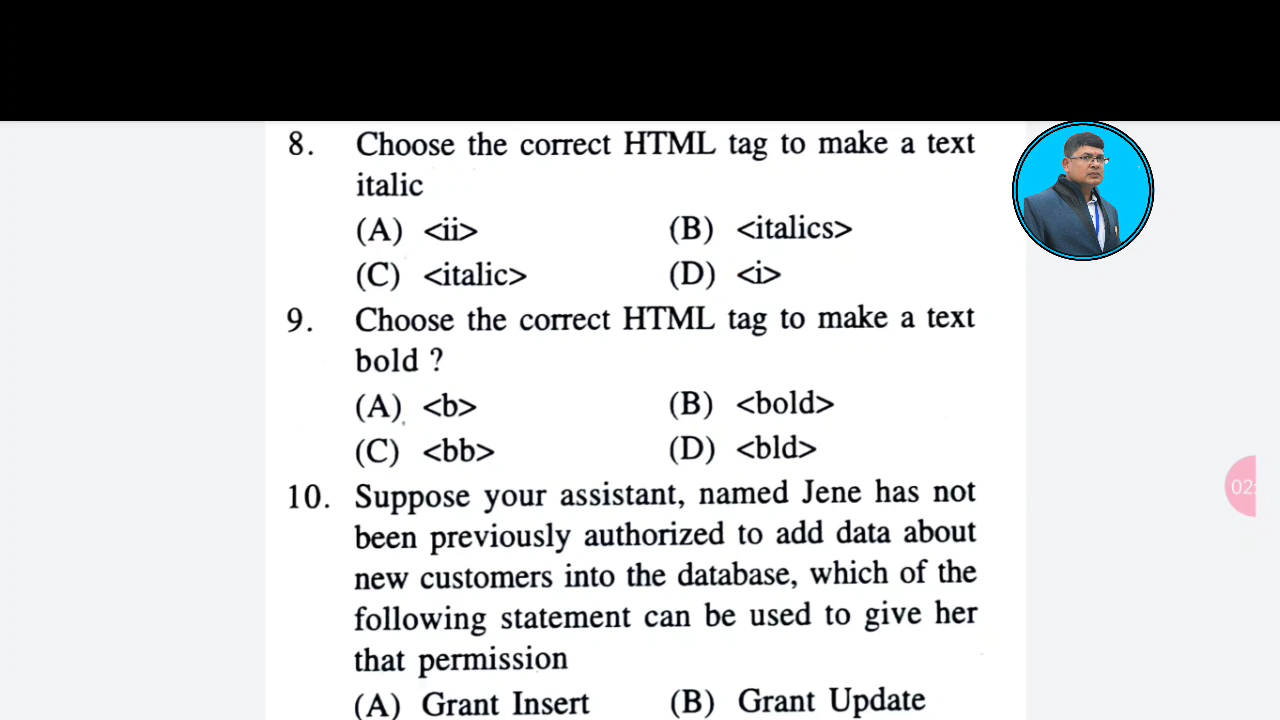 8. Choose the correct HTML tag to make a text
italic
(A) <ii> (B) <italics>
(C) <italic> (D) <i>
9. Choose the correct HTML tag to make a text
bold ?
(A) <b> (B) <bold>
(C) <bb> (D) <bld>
10. Suppose your assistant, named Jene has not
been previously authorized to add data about
new customers into the database, which of the
following statement can be used to give her
that permission
(A) Grant Insert (B) Grant Update